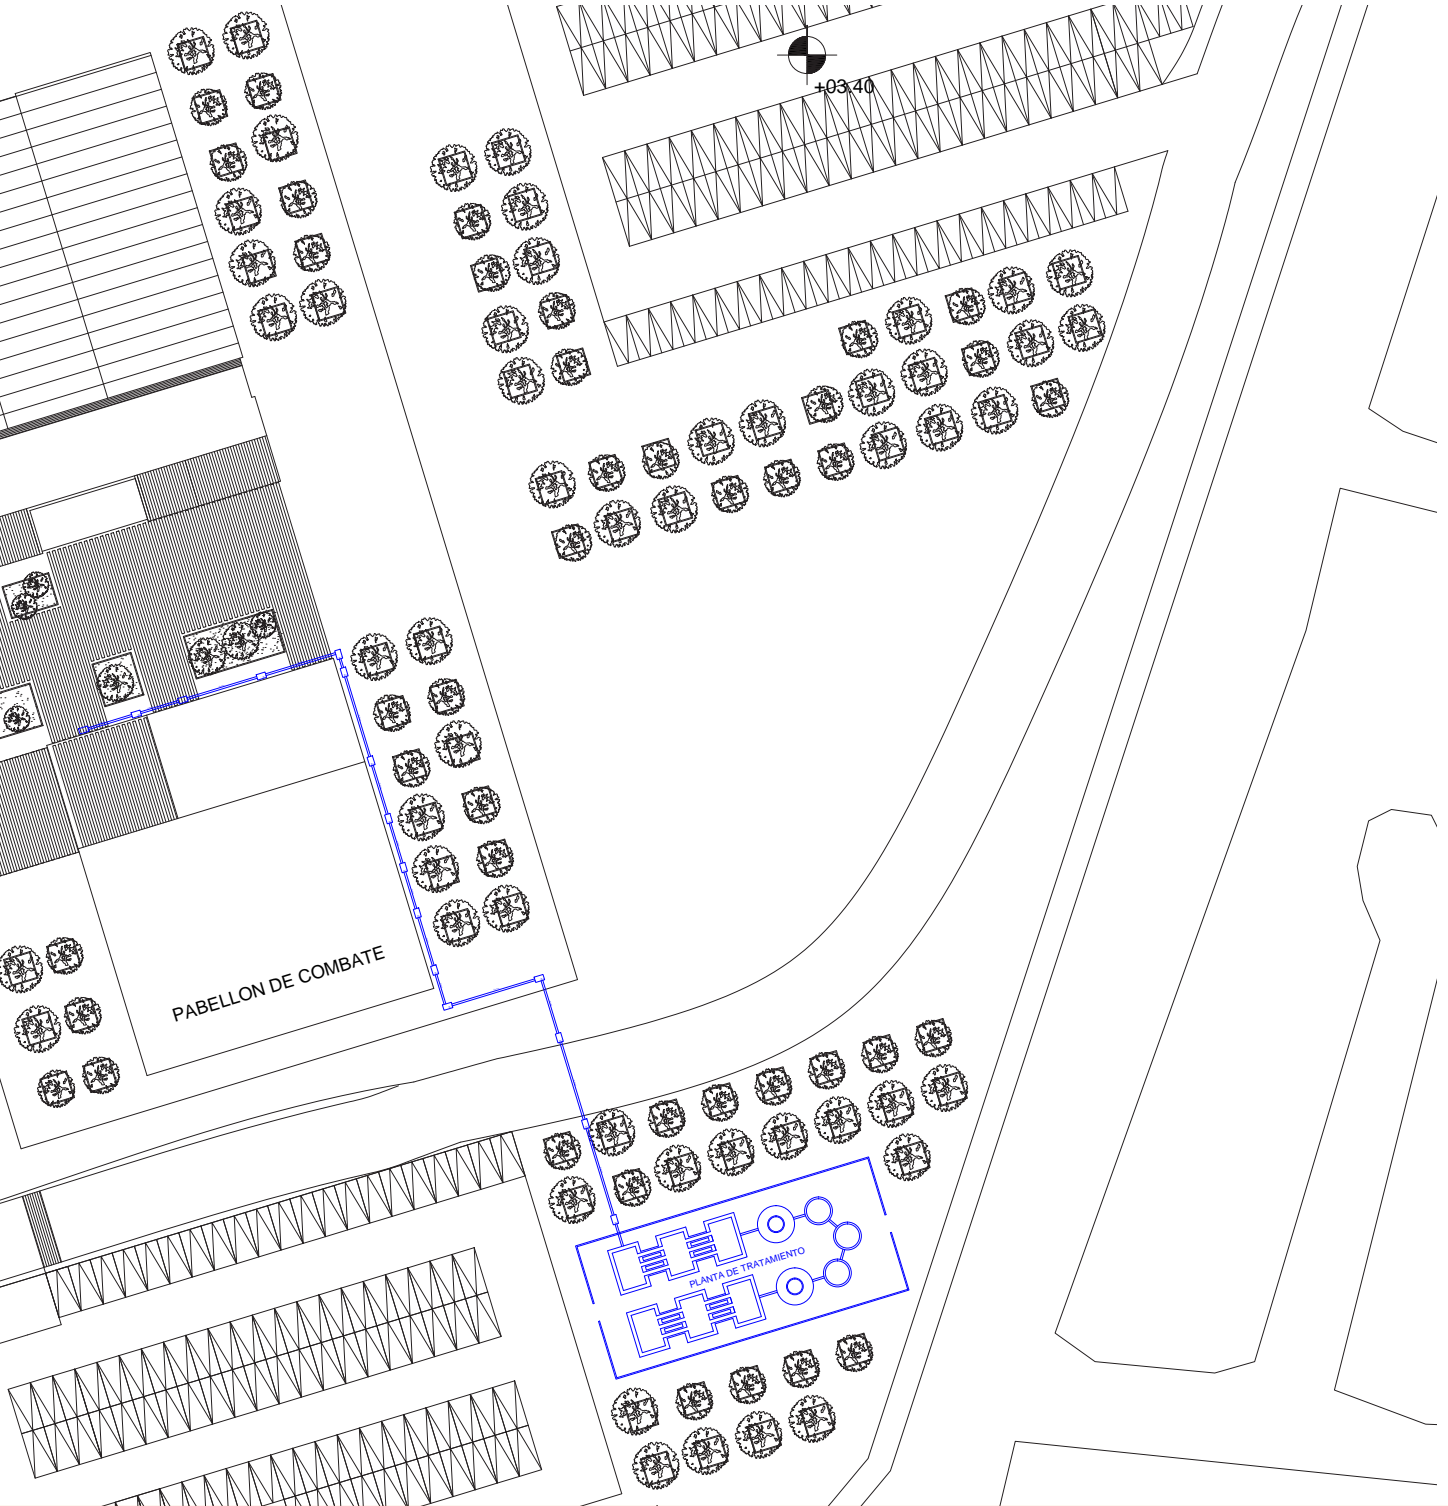 +03.40
PABELLON DE COMBATE
PLANTA DE TRATAMIENTO